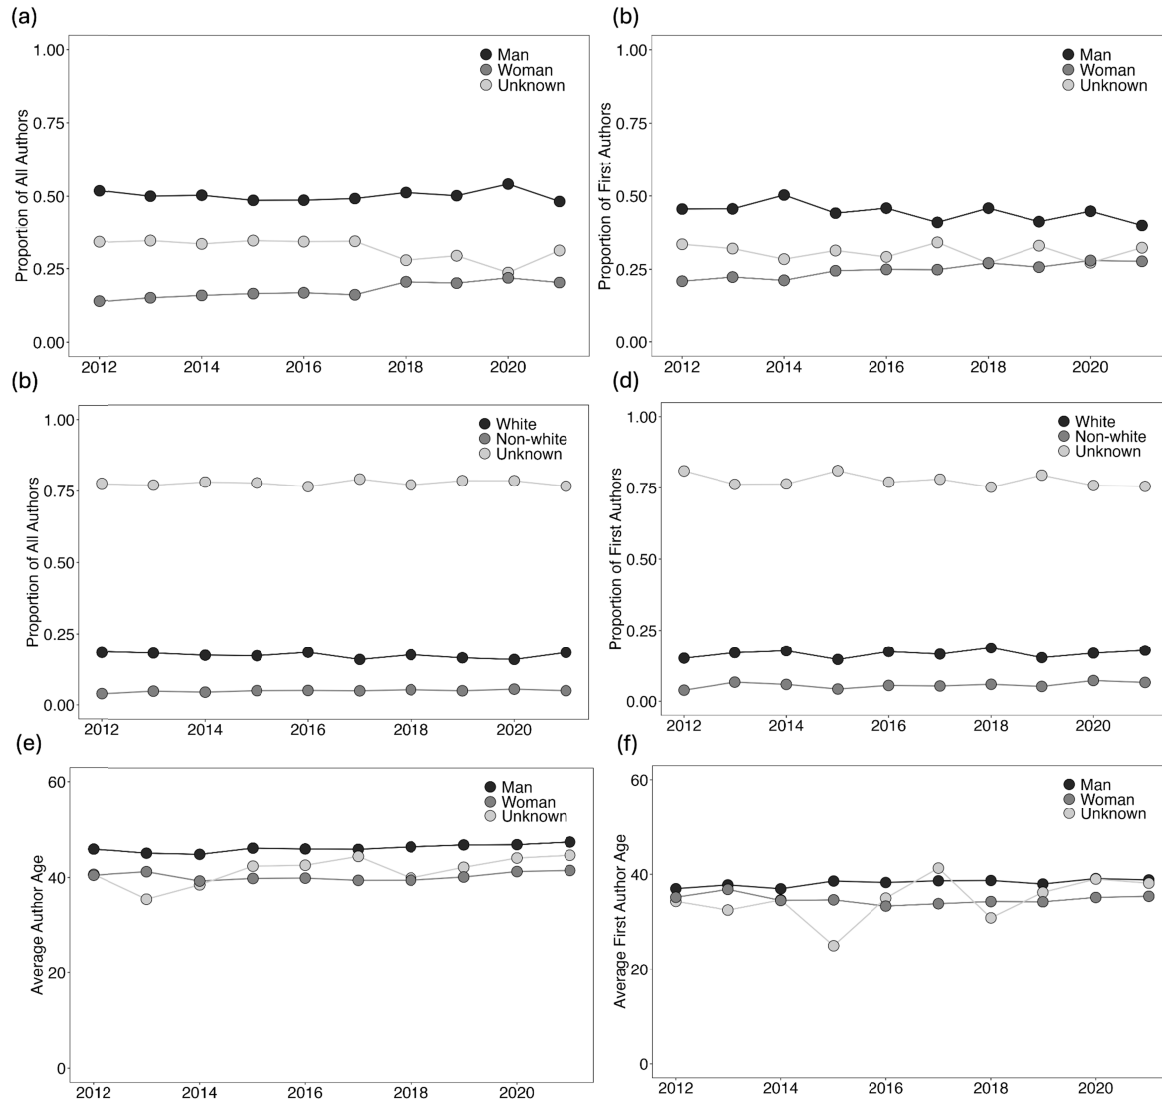 (a)
Proportion of All Authors
1.00
0.75
0.50
0.25
0.00
2012 2014 2016 2018 2020
Man
Woman
Unknown
(b)
Proportion of First Authors
1.00
0.75
0.50
0.25
0.00
2012 2014 2016 2018 2020
Man
Woman
Unknown
(b)
Proportion of All Authors
1.00
0.75
0.50
0.25
0.00
2012 2014 2016 2018 2020
White
Non-white
Unknown
(d)
Proportion of First Authors
1.00
0.75
0.50
0.25
0.00
2012 2014 2016 2018 2020
White
Non-white
Unknown
(e)
Average Author Age
60
40
20
0
2012 2014 2016 2018 2020
Man
Woman
Unknown
(f)
Average First Author Age
60
40
20
0
2012 2014 2016 2018 2020
Man
Woman
Unknown